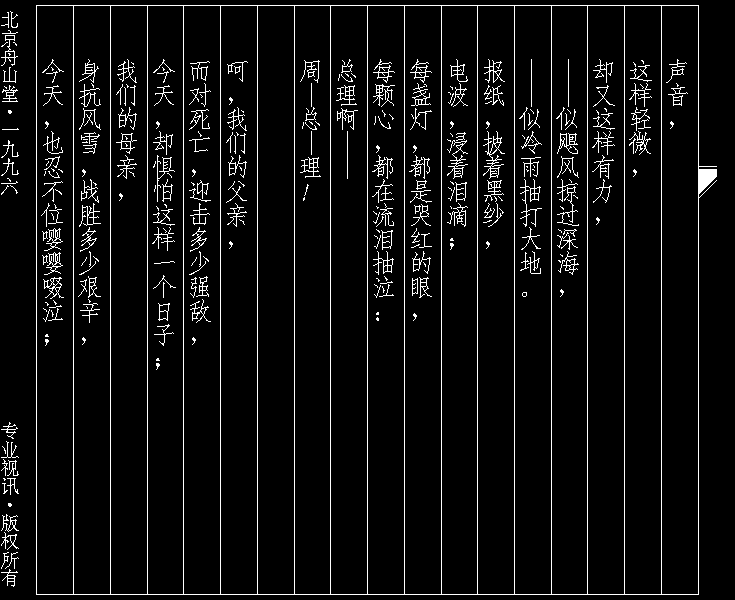 声音，
这样轻微，
却又这样有力，
——似飓风掠过深海，
——似冷雨抽打大地。
报纸，披着黑纱，
电波，浸着泪滴；
每盏灯，都是哭红的眼，
每颗心，都在流泪抽泣：
总理啊——
周—总—理！
呵，我们的父亲，
而对死亡，迎击多少强敌，
今天，却惧怕这样一个日子；
我们的母亲，
身抗风雪，战胜多少艰辛，
今天，也忍不位嘤嘤啜泣；
北京舟山堂·一九九六
专业视讯·版权所有